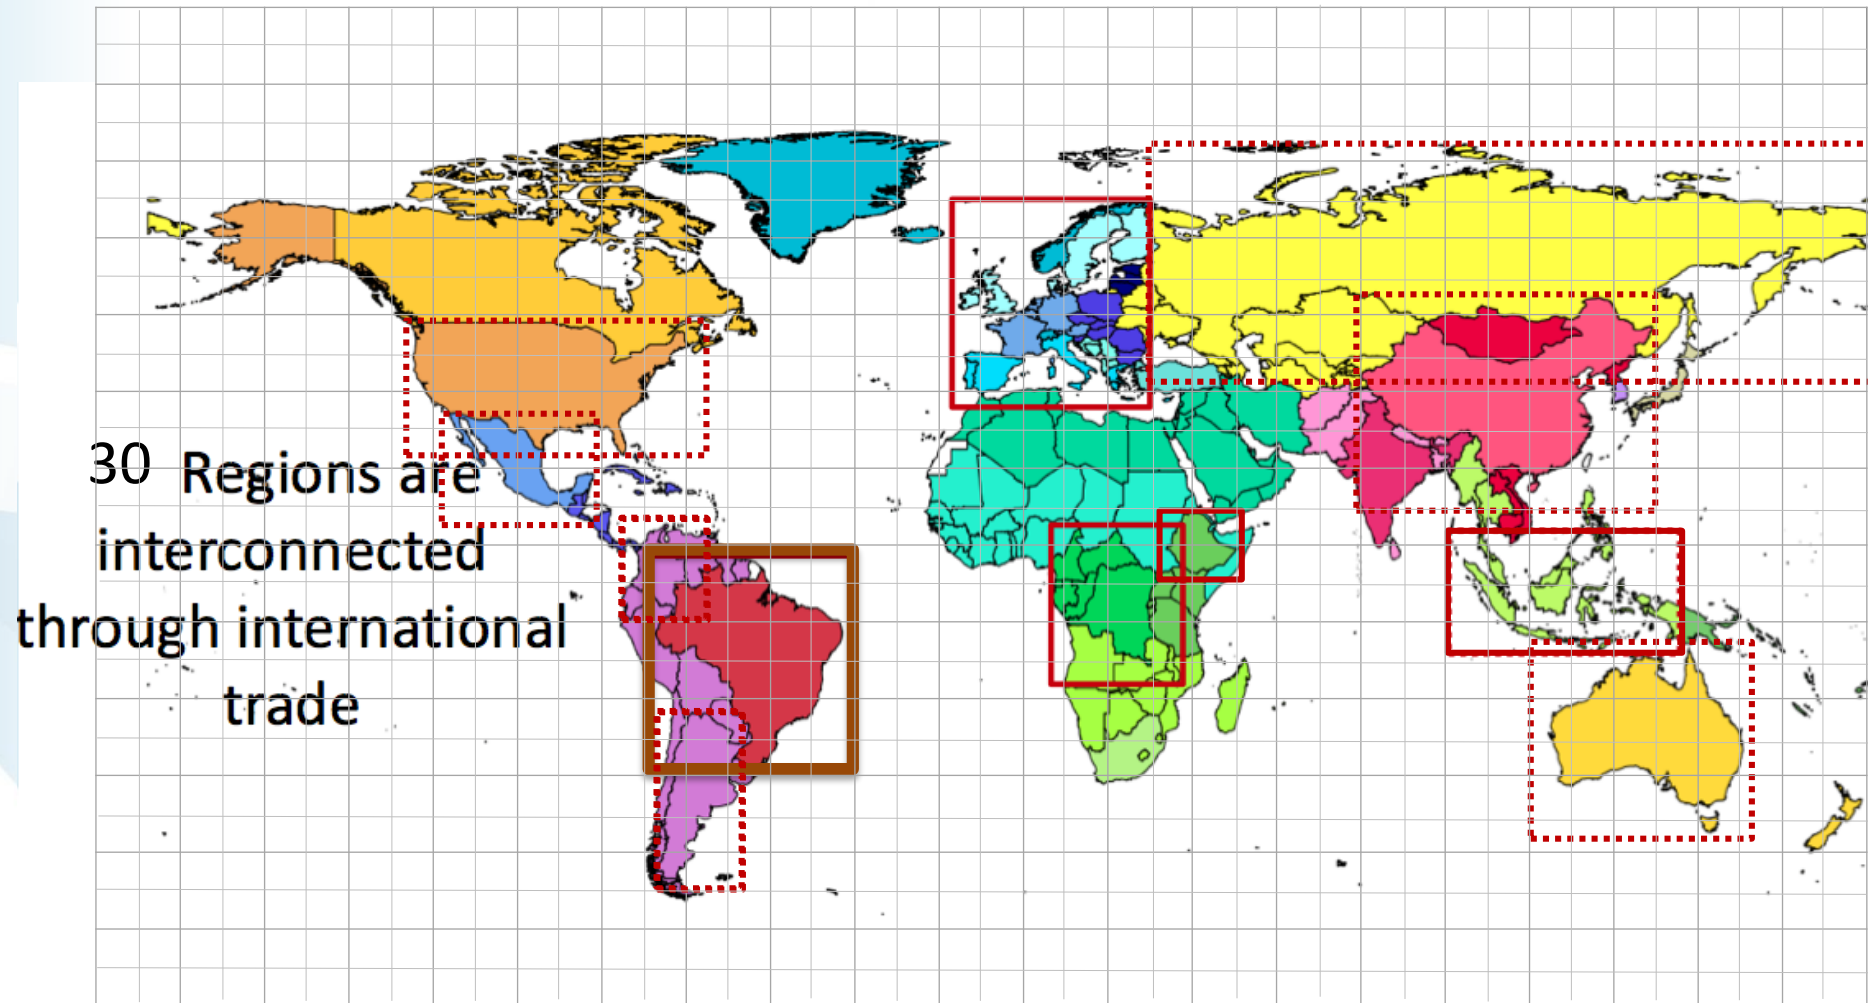 30 Regions are
interconnected
through international
trade